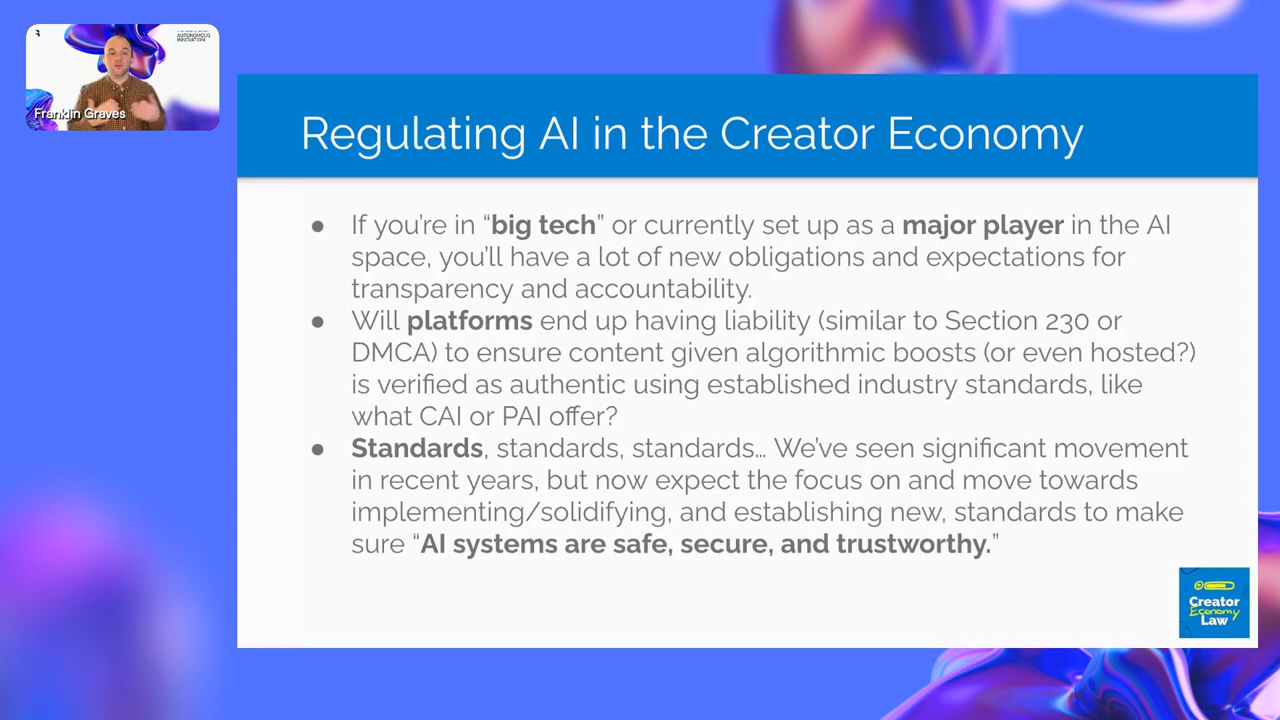 AUTONOMOUS
INNOVATION
Franklin Graves
Regulating AI in the Creator Economy
● If you’re in “big tech” or currently set up as a major player in the AI
space, you’ll have a lot of new obligations and expectations for
transparency and accountability.
● Will platforms end up having liability (similar to Section 230 or
DMCA) to ensure content given algorithmic boosts (or even hosted?)
is verified as authentic using established industry standards, like
what CAI or PAI offer?
● Standards, standards, standards… We’ve seen significant movement
in recent years, but now expect the focus on and move towards
implementing/solidifying, and establishing new, standards to make
sure “AI systems are safe, secure, and trustworthy.”
Creator
Economy
Law